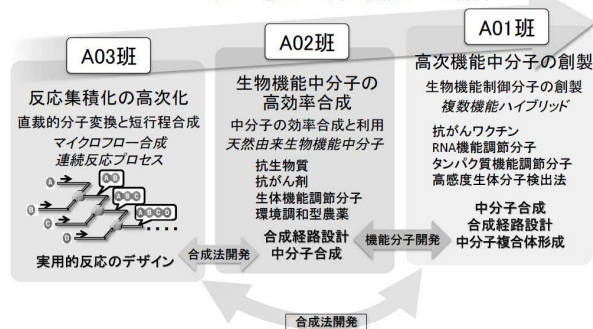 A03班
反応集積化の高次化
直裁的分子変換と短行程合成
マイクロフロー合成
連続反応プロセス
A
B
C
D
AB
ABC
ABCD
実用的反応のデザイン
合成法開発
A02班
生物機能中分子の
高効率合成
中分子の効率合成と利用
天然由来生物機能中分子
抗生物質
抗がん剤
生体機能調節分子
環境調和型農薬
合成経路設計
中分子合成
機能分子開発
A01班
高次機能中分子の創製
生物機能制御分子の創製
複数機能ハイブリッド
抗がんワクチン
RNA機能調節分子
タンパク質機能調節分子
高感度生体分子検出法
中分子合成
合成経路設計
中分子複合体形成
合成法開発